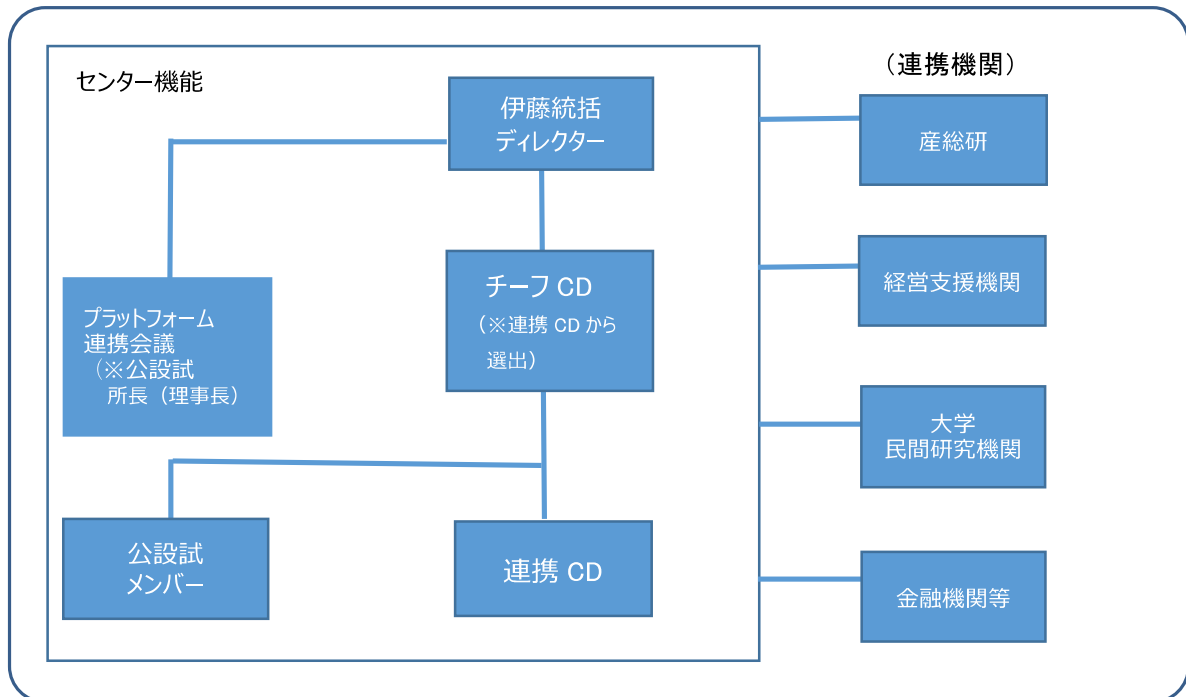 センター機能
(連携機関)
伊藤統括
ディレクター
産総研
経営支援機関
チーフ CD
(※連携 CD から
選出)
プラットフォーム
連携会議
(※公設試
所長(理事長)
大学
民間研究機関
公設試
メンバー
連携 CD
金融機関等